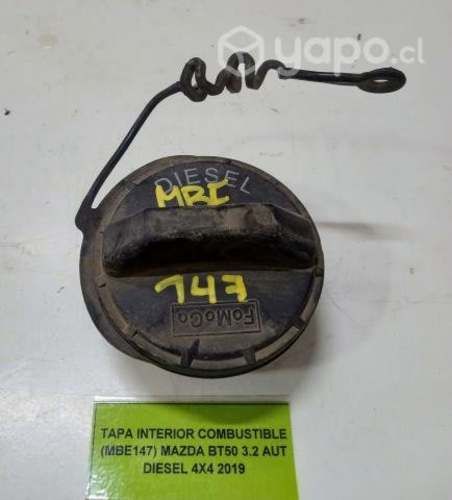 yapo.cl
DIESEL
MBE
147
FoMoCo
TAPA INTERIOR COMBUSTIBLE
(MBE147) MAZDA BT50 3.2 AUT
DIESEL 4X4 2019